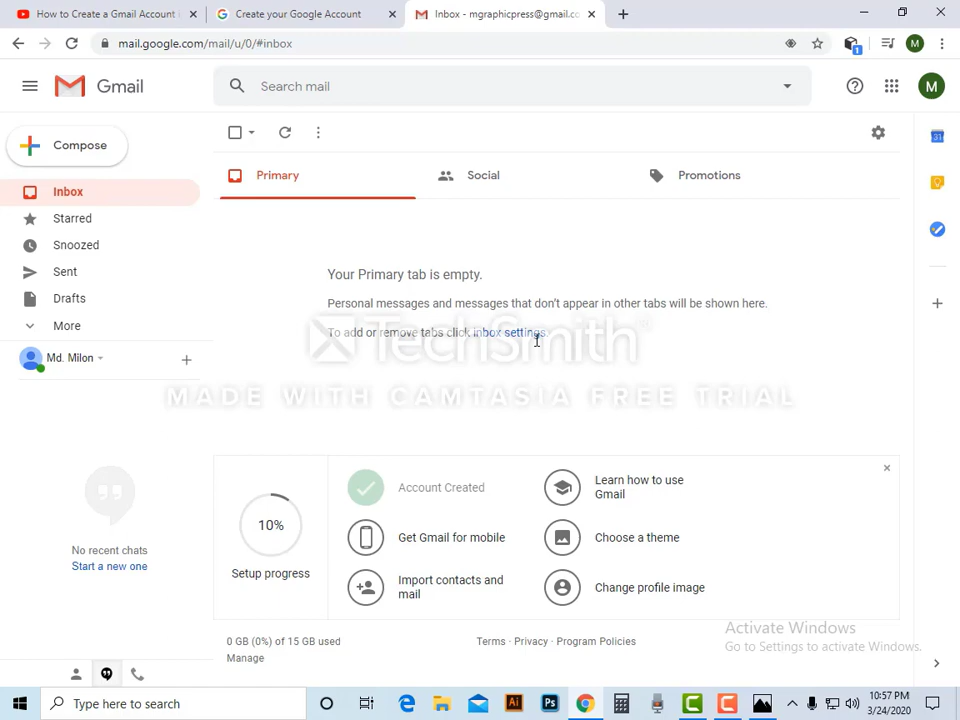 How to Create a Gmail Account
Create your Google Account
Inbox - mgraphicpress@gmail.co
mail.google.com/mail/u/0/#inbox
1
M
Gmail
Search mail
M
Compose
31
Primary
Social
Promotions
Inbox
Starred
Snoozed
Sent
Drafts
More
Md. Milon
Your Primary tab is empty.
Personal messages and messages that don't appear in other tabs will be shown here.
To add or remove tabs click inbox settings.
TechSmith
MADE WITH CAMTASIA FREE TRIAL
No recent chats
Start a new one
10%
Setup progress
Account Created
Learn how to use
Gmail
Get Gmail for mobile
Choose a theme
Import contacts and
mail
Change profile image
0 GB (0%) of 15 GB used
Manage
Terms · Privacy · Program Policies
Activate Windows
Go to Settings to activate Windows.
Type here to search
Ai
Ps
10:57 PM
3/24/2020